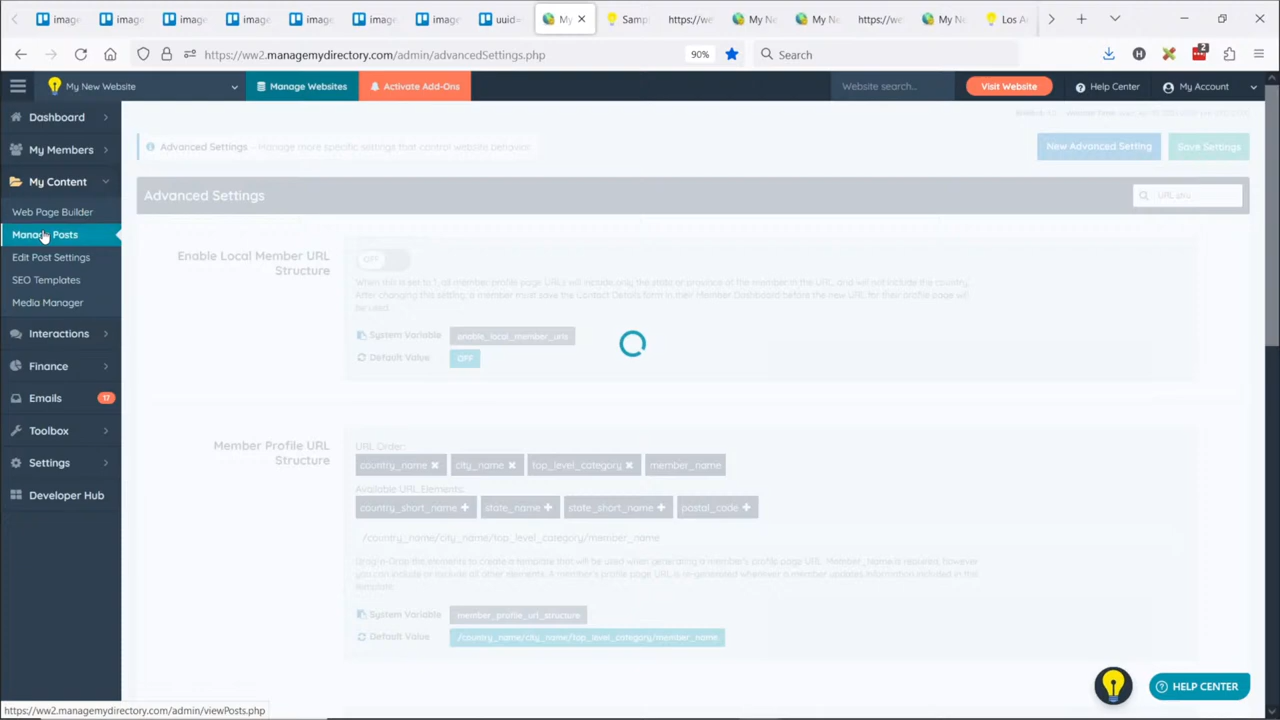 image
image
image
image
image
image
image
uuid=
My
Samp
https://we
My Ne
My N
https://we
My Ne
Los A
https://ww2.managemydirectory.com/admin/advancedSettings.php
90%
Search
2
My New Website
Manage Websites
Activate Add-Ons
Website search..
Visit Website
Help Center
My Account
Dashboard
My Members
My Content
Web Page Builder
Manage Posts
Edit Post Settings
SEO Templates
Media Manager
Interactions
Finance
Emails
17
Toolbox
Settings
Developer Hub
Advanced Settings - Manage more specific settings that control website behavior.
New Advanced Setting
Save Settings
Advanced Settings
URL stru
Enable Local Member URL
Structure
OFF
When this is set to 1, all member profile page URLs will include only the state or province of the member in the URL, and will not include the country.
After changing this setting, a member must save the Contact Details form in their Member Dashboard before the new URL for their profile page will
be used.
System Variable
enable_local_member_urls
Default Value
OFF
Member Profile URL
Structure
URL Order:
country_name
city_name
top_level_category
member_name
Available URL Elements:
country_short_name
state_name
state_short_name
postal_code
/country_name/city_name/top_level_category/member_name
Drag-n-Drop the elements to create a template that will be used when generating a member's profile page URL. Member_name is required, however
you can include or exclude all other elements. A member's profile page URL is re-generated whenever a member updates information included in this
template.
System Variable
member_profile_url_structure
Default Value
/country_name/city_name/top_level_category/member_name
HELP CENTER
https://ww2.managemydirectory.com/admin/viewPosts.php